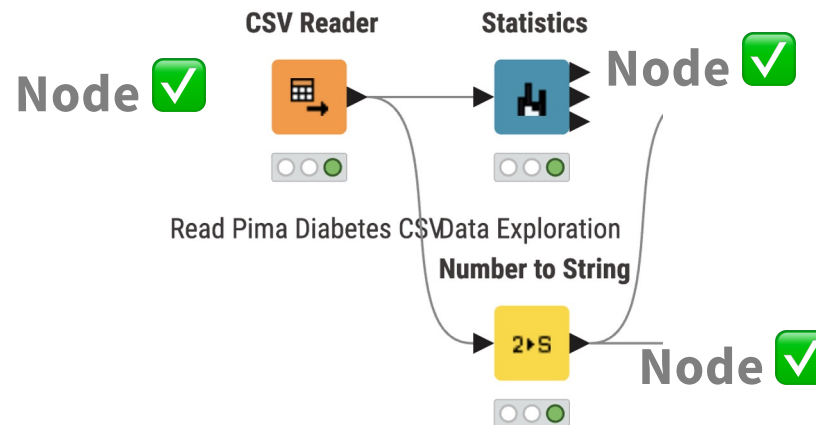 CSV Reader
Statistics
Node ✅
Node ✅
Read Pima Diabetes CSV
Data Exploration
Number to String
2▸S
Node ✅